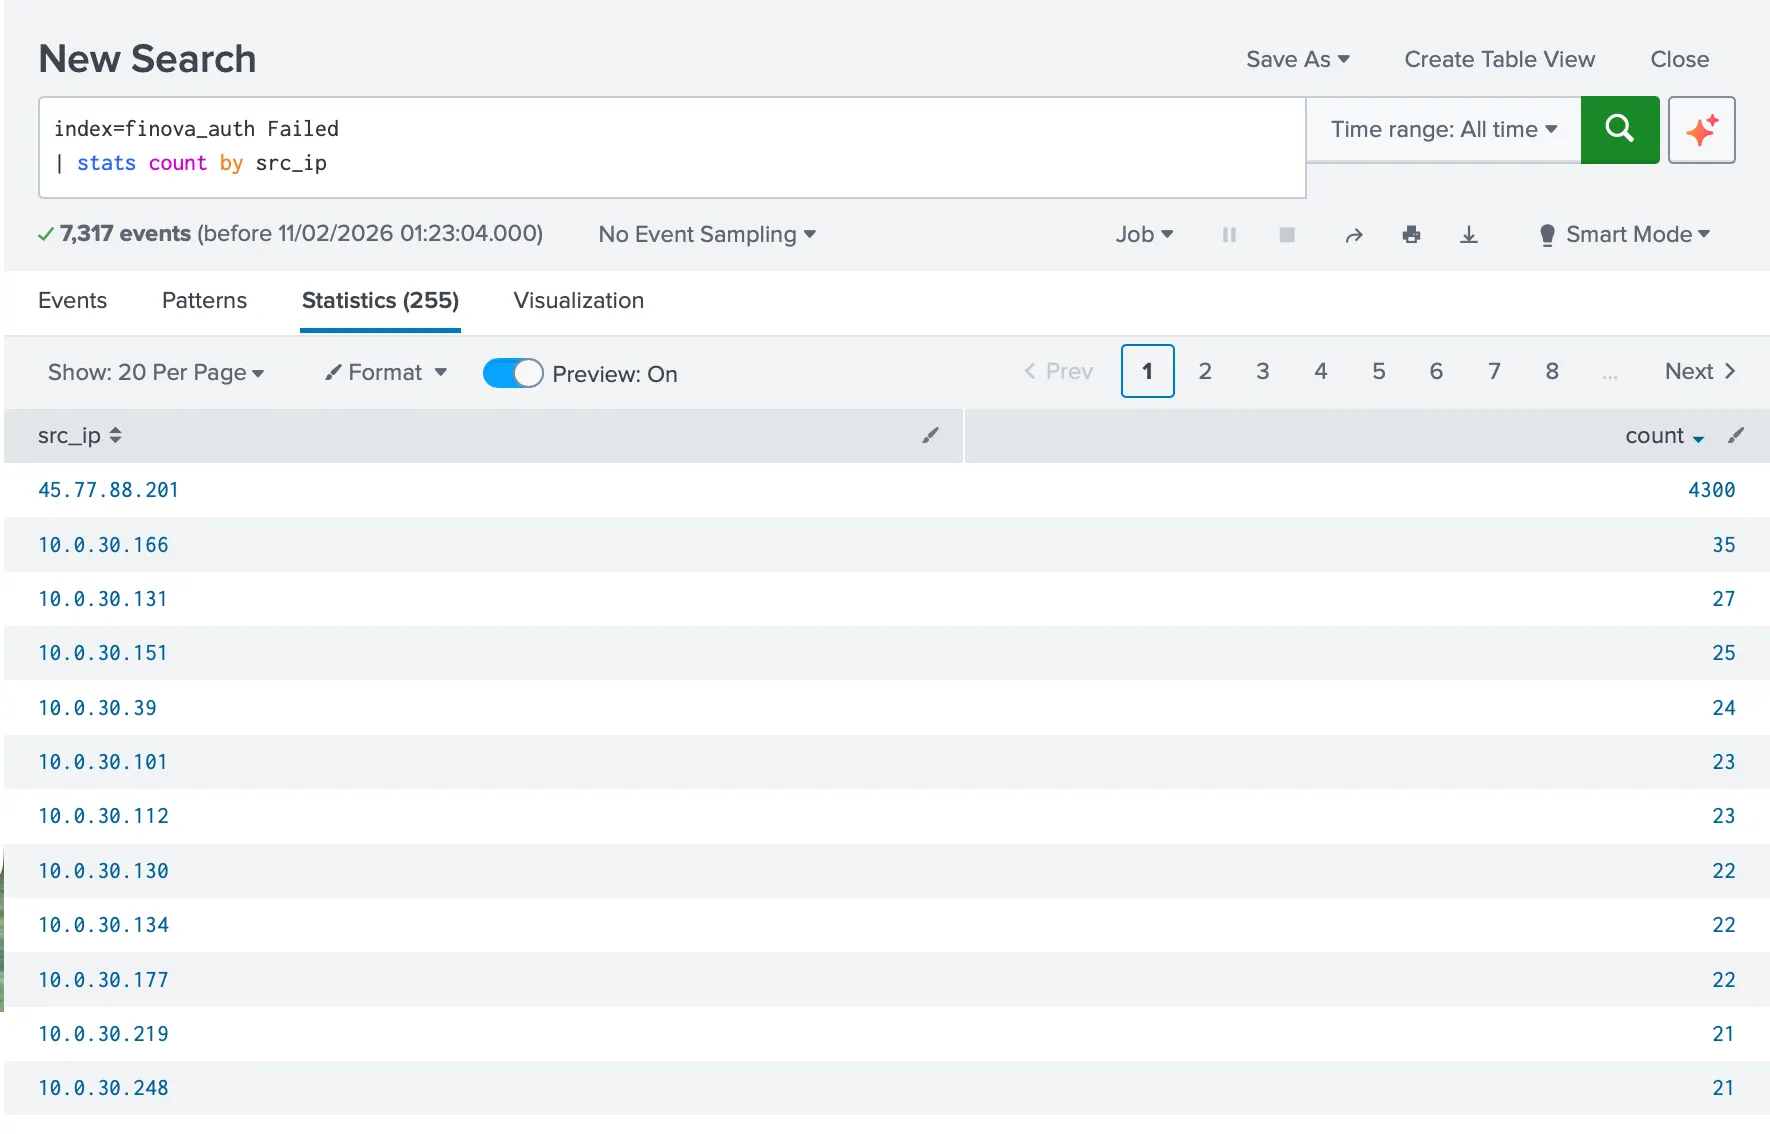 New Search
Save As Create Table View Close
index=finova_auth Failed
| stats count by src_ip
Time range: All time
7,317 events (before 11/02/2026 01:23:04.000) No Event Sampling Job Smart Mode
Events Patterns Statistics (255) Visualization
Show: 20 Per Page Format Preview: On Prev 1 2 3 4 5 6 7 8 ... Next
src_ip count
45.77.88.201 4300
10.0.30.166 35
10.0.30.131 27
10.0.30.151 25
10.0.30.39 24
10.0.30.101 23
10.0.30.112 23
10.0.30.130 22
10.0.30.134 22
10.0.30.177 22
10.0.30.219 21
10.0.30.248 21